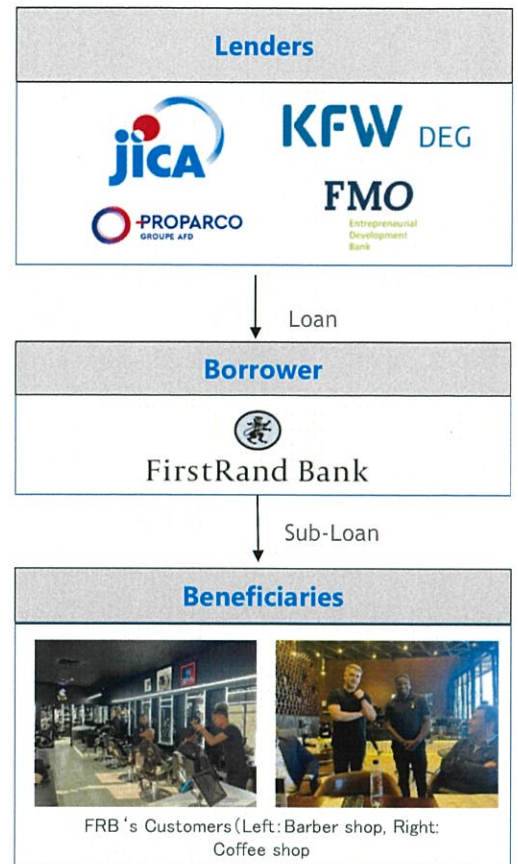 Lenders
jICA
KFW DEG
PROPARCO
GROUPE AFD
FMO
Entrepreneurial
Development
Bank
Loan
Borrower
FirstRand Bank
Sub-Loan
Beneficiaries
FRB‘s Customers(Left:Barber shop, Right:
Coffee shop